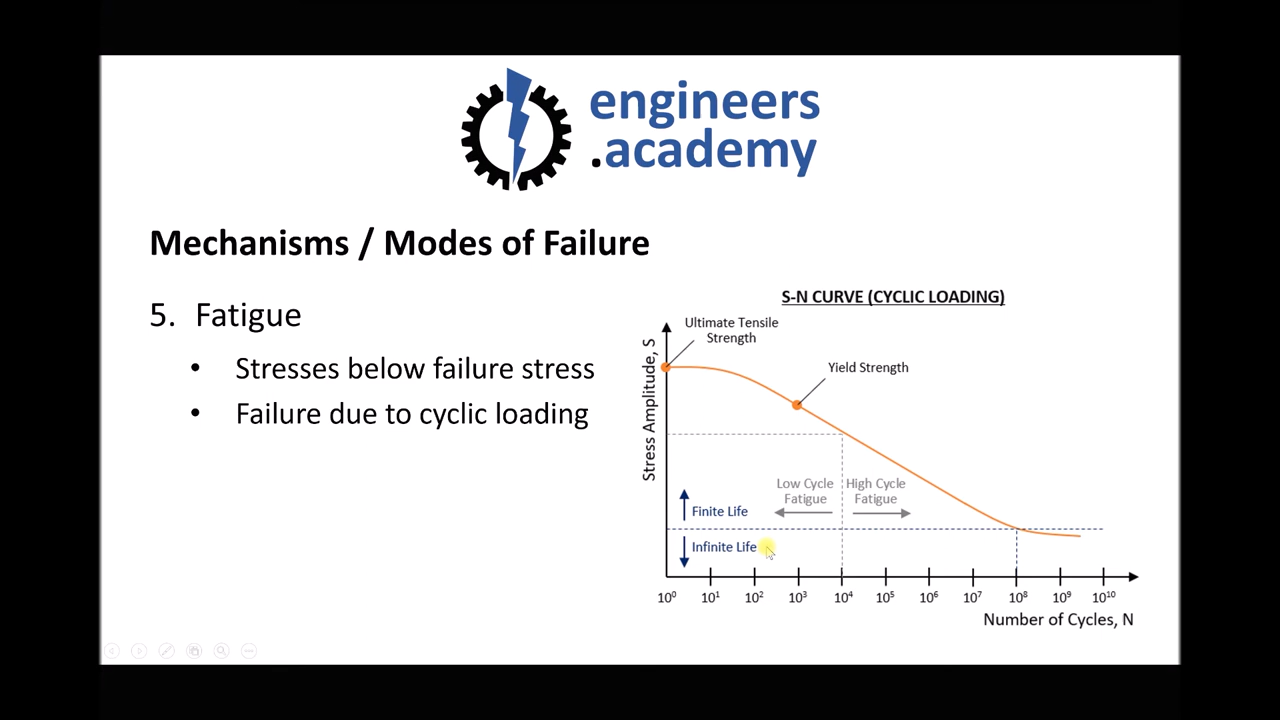 engineers
.academy
Mechanisms / Modes of Failure
5. Fatigue
• Stresses below failure stress
• Failure due to cyclic loading
S-N CURVE (CYCLIC LOADING)
Ultimate Tensile
Strength
Yield Strength
Stress Amplitude, S
Low Cycle
Fatigue
High Cycle
Fatigue
Finite Life
Infinite Life
10⁰ 10¹ 10² 10³ 10⁴ 10⁵ 10⁶ 10⁷ 10⁸ 10⁹ 10¹⁰
Number of Cycles, N